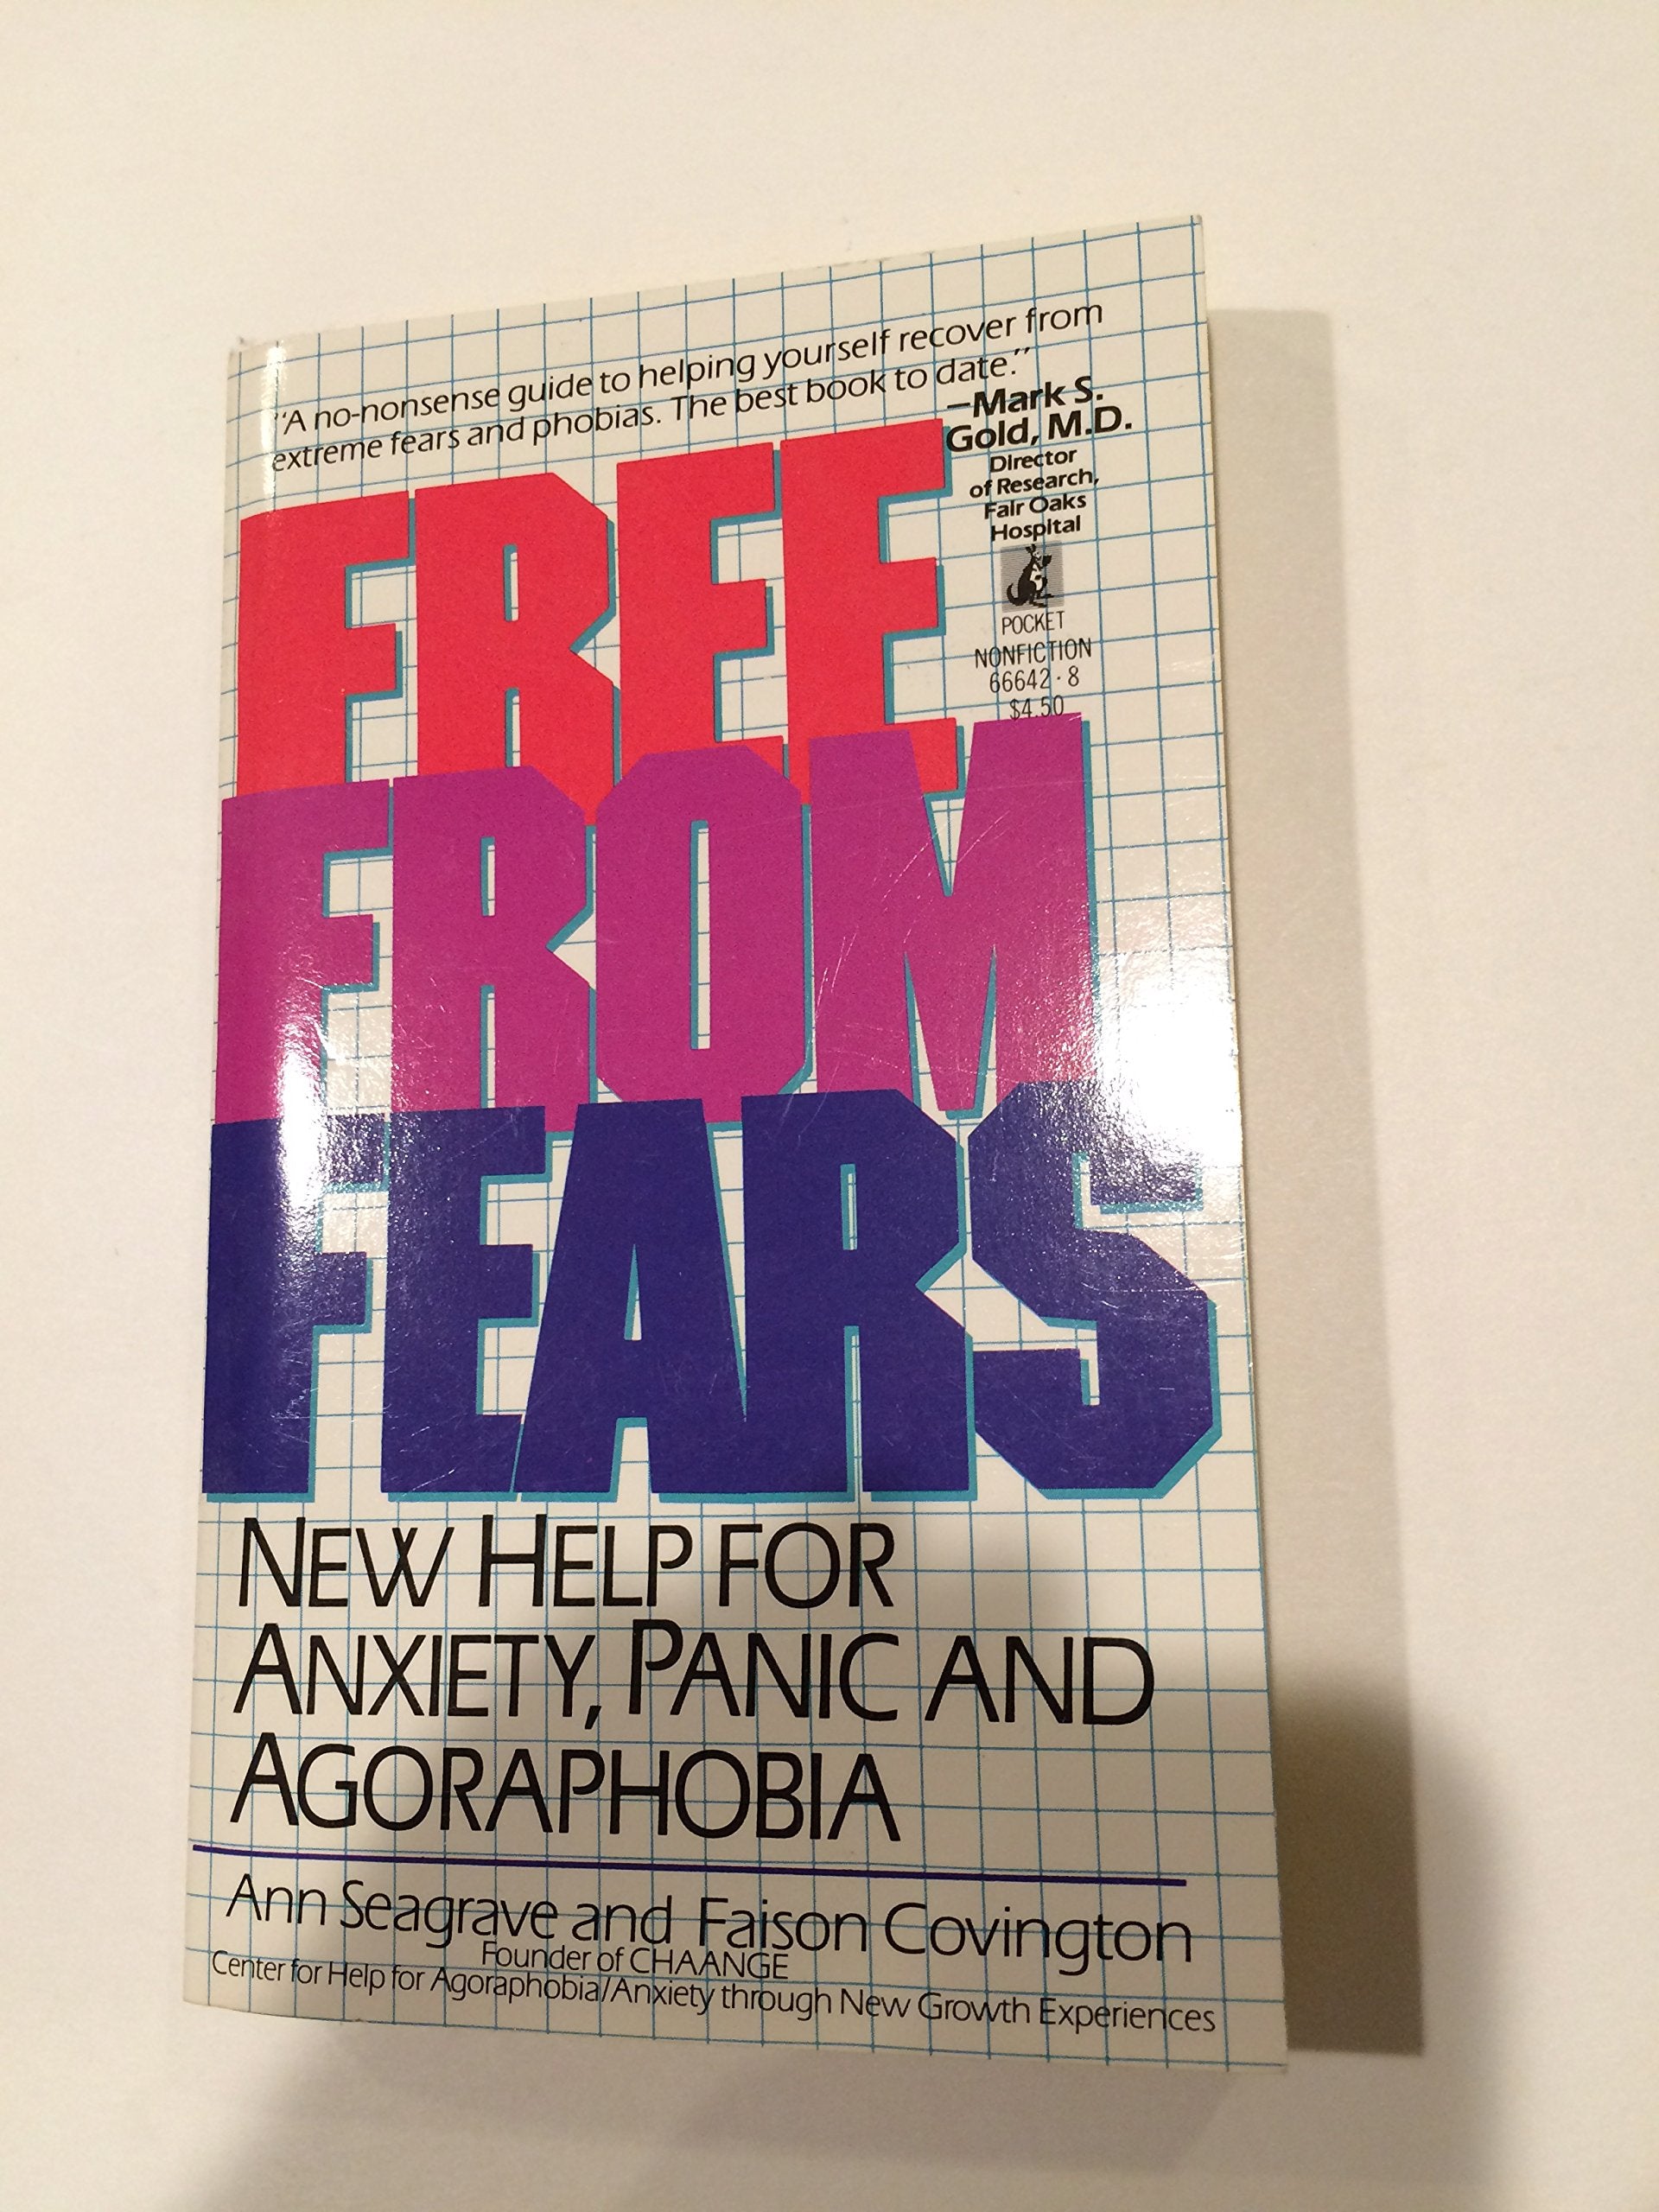 "A no-nonsense guide to helping yourself recover from
extreme fears and phobias. The best book to date."
—Mark S.
Gold, M.D.
Director
of Research,
Fair Oaks
Hospital
POCKET
NONFICTION
66642·8
$4.50
FREE
FROM
FEARS
NEW HELP FOR
ANXIETY, PANIC AND
AGORAPHOBIA
Ann Seagrave and Faison Covington
Founder of CHAANGE
Center for Help for Agoraphobia/Anxiety through New Growth Experiences